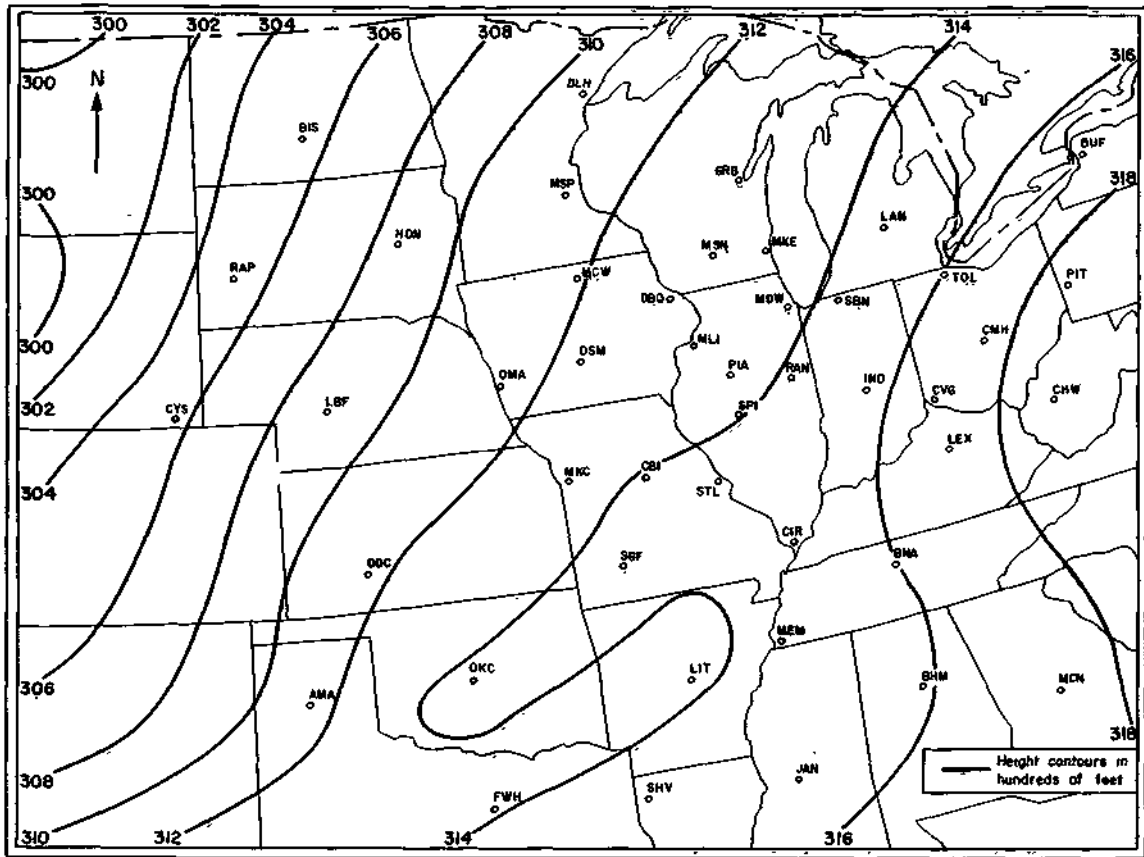 300
302
304
306
308
310
312
314
316
300
N
DLH
BIS
BUF
MSP
GRB
300
318
LAN
HON
MSN
MKE
RAP
MCW
TOL
PIT
DBQ
MDW
SBN
300
MLI
CMH
DSM
PIA
RAN
OMA
IND
CVG
CHW
302
CYS
LBF
SPI
LEX
MKC
CBI
304
STL
CIR
SGF
BNA
DDC
MEM
306
OKC
LIT
BHM
MCN
AMA
318
Height contours in
hundreds of feet
308
JAN
FWH
SHV
310
312
314
316